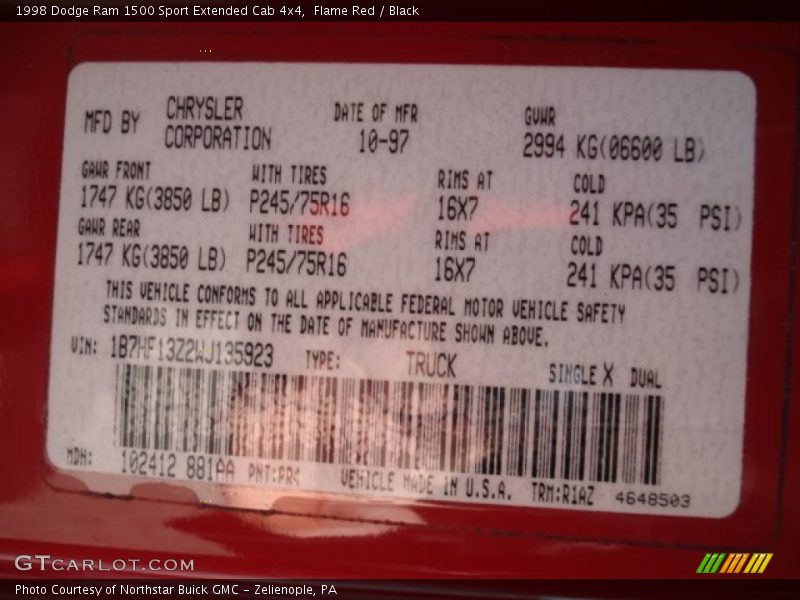 1998 Dodge Ram 1500 Sport Extended Cab 4x4,  Flame Red / Black
MFD BY CHRYSLER CORPORATION
DATE OF MFR 10-97
GVWR 2994 KG(06600 LB)
GAWR FRONT WITH TIRES RIMS AT COLD
1747 KG(3850 LB) P245/75R16 16X7 241 KPA(35 PSI)
GAWR REAR WITH TIRES RIMS AT COLD
1747 KG(3850 LB) P245/75R16 16X7 241 KPA(35 PSI)
THIS VEHICLE CONFORMS TO ALL APPLICABLE FEDERAL MOTOR VEHICLE SAFETY
STANDARDS IN EFFECT ON THE DATE OF MANUFACTURE SHOWN ABOVE.
VIN: 1B7HF13Z2WJ135923 TYPE: TRUCK SINGLE X DUAL
MDH: 102412 881AA PNT:PR4 VEHICLE MADE IN U.S.A. TRM:R1AZ 4648503
GTCARLOT.COM
Photo Courtesy of Northstar Buick GMC - Zelienople, PA